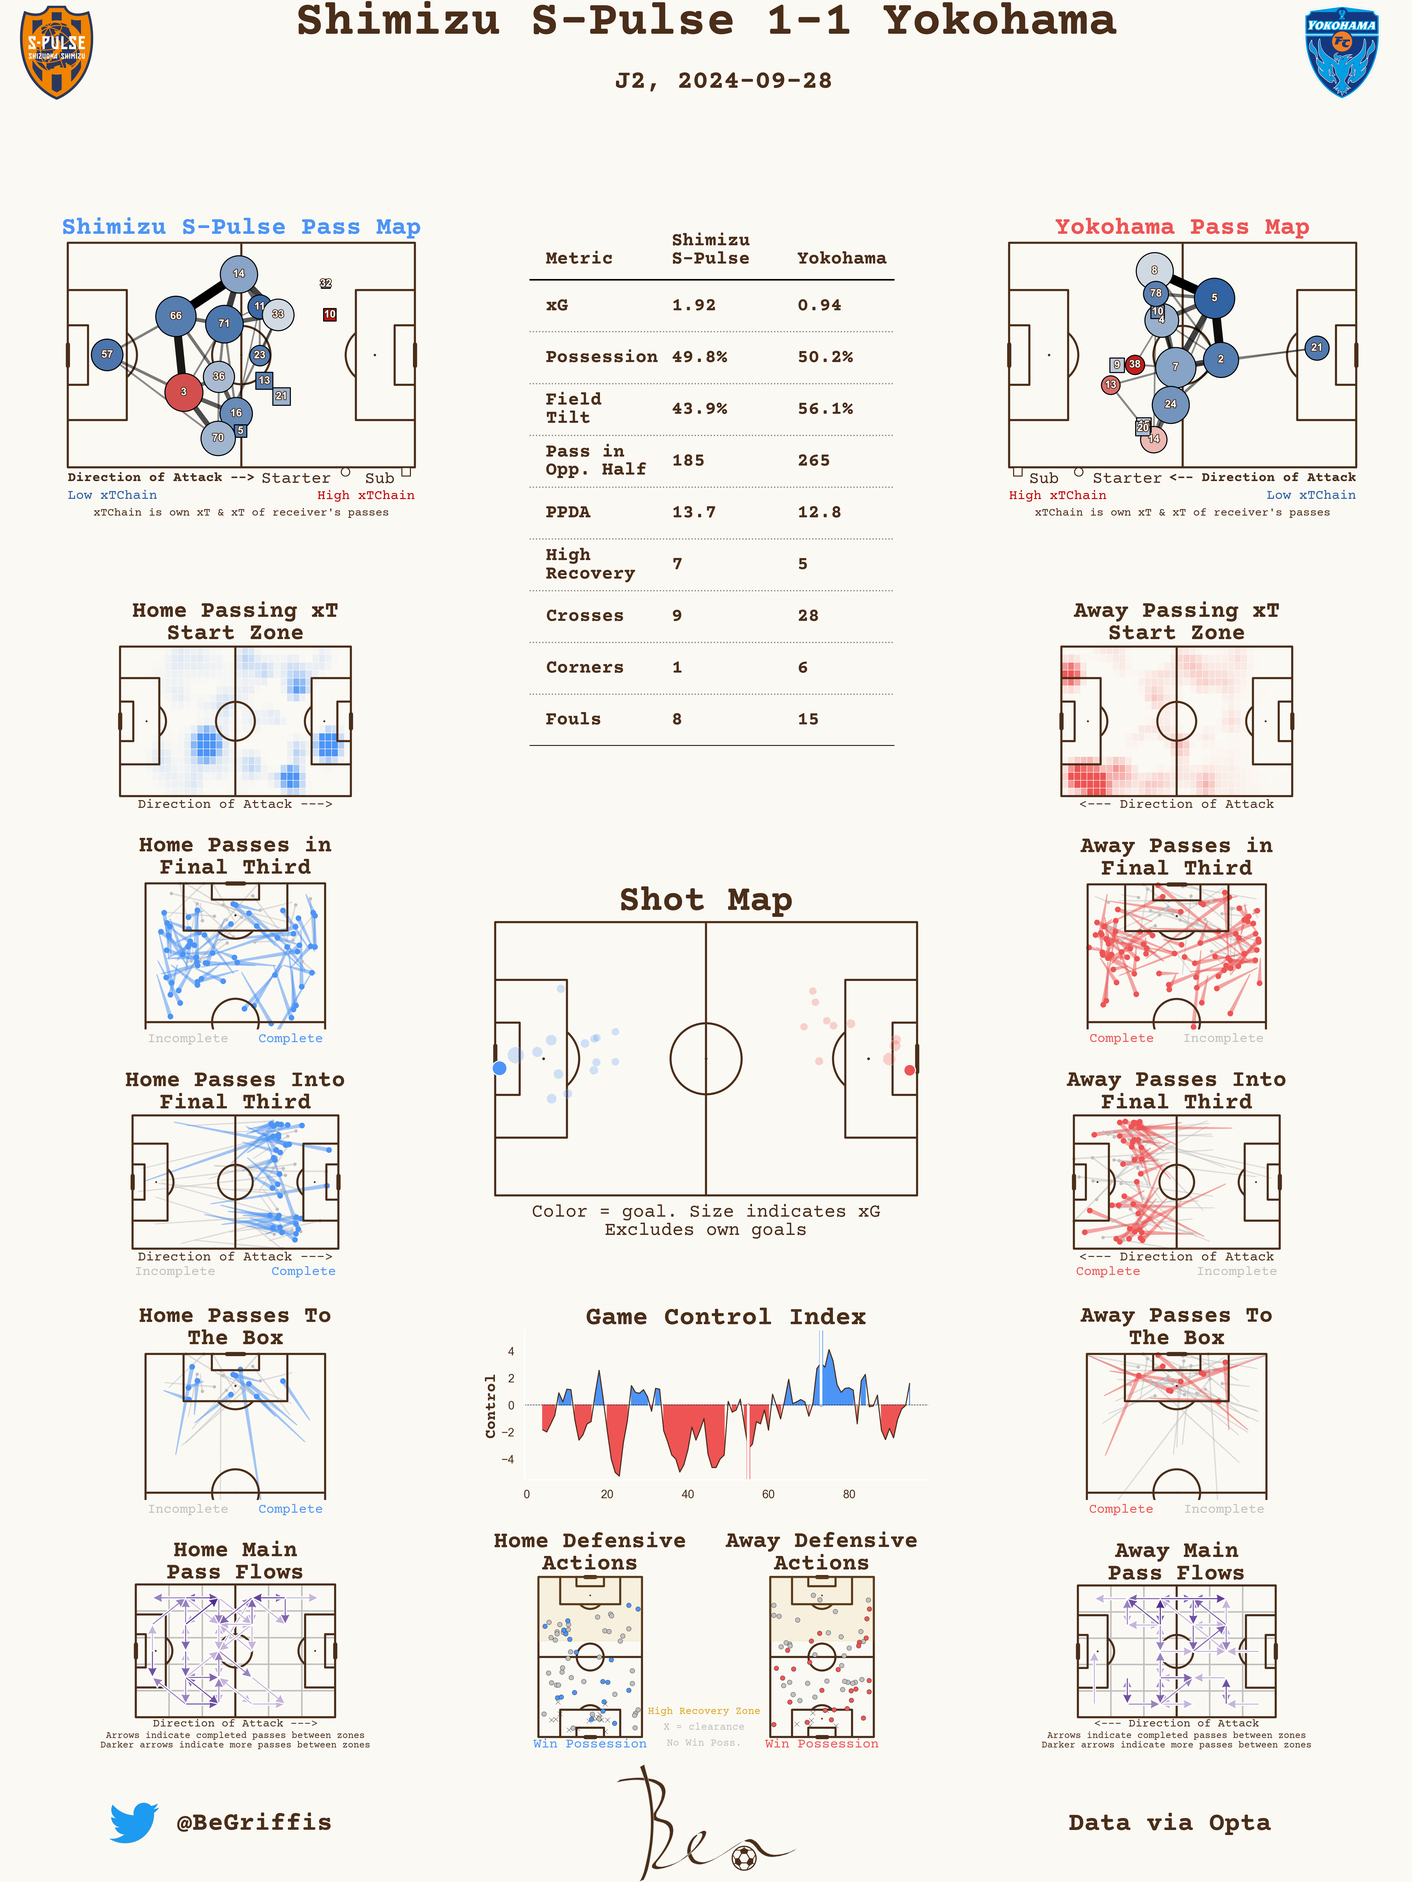 Shimizu S-Pulse 1-1 Yokohama
J2, 2024-09-28
S-PULSE
SHIZUOKA SHIMIZU
YOKOHAMA
FC
Shimizu S-Pulse Pass Map
14
32
11
10
66
71
33
57
23
36
13
3
21
16
5
70
Direction of Attack --> Starter Sub
Low xTChain High xTChain
xTChain is own xT & xT of receiver's passes
Metric Shimizu S-Pulse Yokohama
xG 1.92 0.94
Possession 49.8% 50.2%
Field Tilt 43.9% 56.1%
Pass in Opp. Half 185 265
PPDA 13.7 12.8
High Recovery 7 5
Crosses 9 28
Corners 1 6
Fouls 8 15
Yokohama Pass Map
8
78
5
10
4
21
9
38
7
2
13
24
20
14
Sub Starter <-- Direction of Attack
High xTChain Low xTChain
xTChain is own xT & xT of receiver's passes
Home Passing xT
Start Zone
Direction of Attack --->
Away Passing xT
Start Zone
<--- Direction of Attack
Home Passes in
Final Third
Incomplete Complete
Away Passes in
Final Third
Complete Incomplete
Shot Map
Color = goal. Size indicates xG
Excludes own goals
Home Passes Into
Final Third
Direction of Attack --->
Incomplete Complete
Away Passes Into
Final Third
<--- Direction of Attack
Complete Incomplete
Home Passes To
The Box
Incomplete Complete
Game Control Index
Control
4
2
0
−2
−4
0 20 40 60 80
Away Passes To
The Box
Complete Incomplete
Home Main
Pass Flows
Direction of Attack --->
Arrows indicate completed passes between zones
Darker arrows indicate more passes between zones
Home Defensive
Actions
Win Possession
Away Defensive
Actions
Win Possession
High Recovery Zone
X = clearance
No Win Poss.
Away Main
Pass Flows
<--- Direction of Attack
Arrows indicate completed passes between zones
Darker arrows indicate more passes between zones
@BeGriffis
Ben
Data via Opta